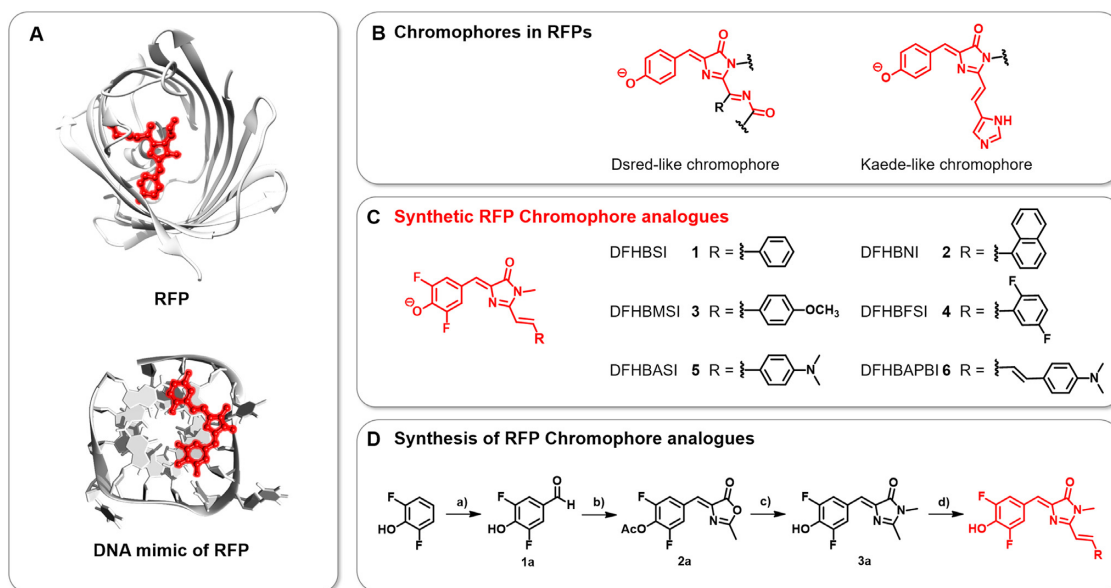 A
RFP
DNA mimic of RFP
B Chromophores in RFPs
⊖
O
O
N
N
N
R
O
Dsred-like chromophore
⊖
O
O
N
N
NH
N
Kaede-like chromophore
C Synthetic RFP Chromophore analogues
F
⊖
O
F
O
N
N
R
DFHBSI 1 R =
DFHBNI 2 R =
DFHBMSI 3 R = OCH3
DFHBFSI 4 R = F F
DFHBASI 5 R = N
DFHBAPBI 6 R = N
D Synthesis of RFP Chromophore analogues
F
HO
F
a)
F
HO
F
O
H
1a
b)
F
AcO
F
O
O
N
2a
c)
F
HO
F
O
N
N
3a
d)
F
HO
F
O
N
N
R